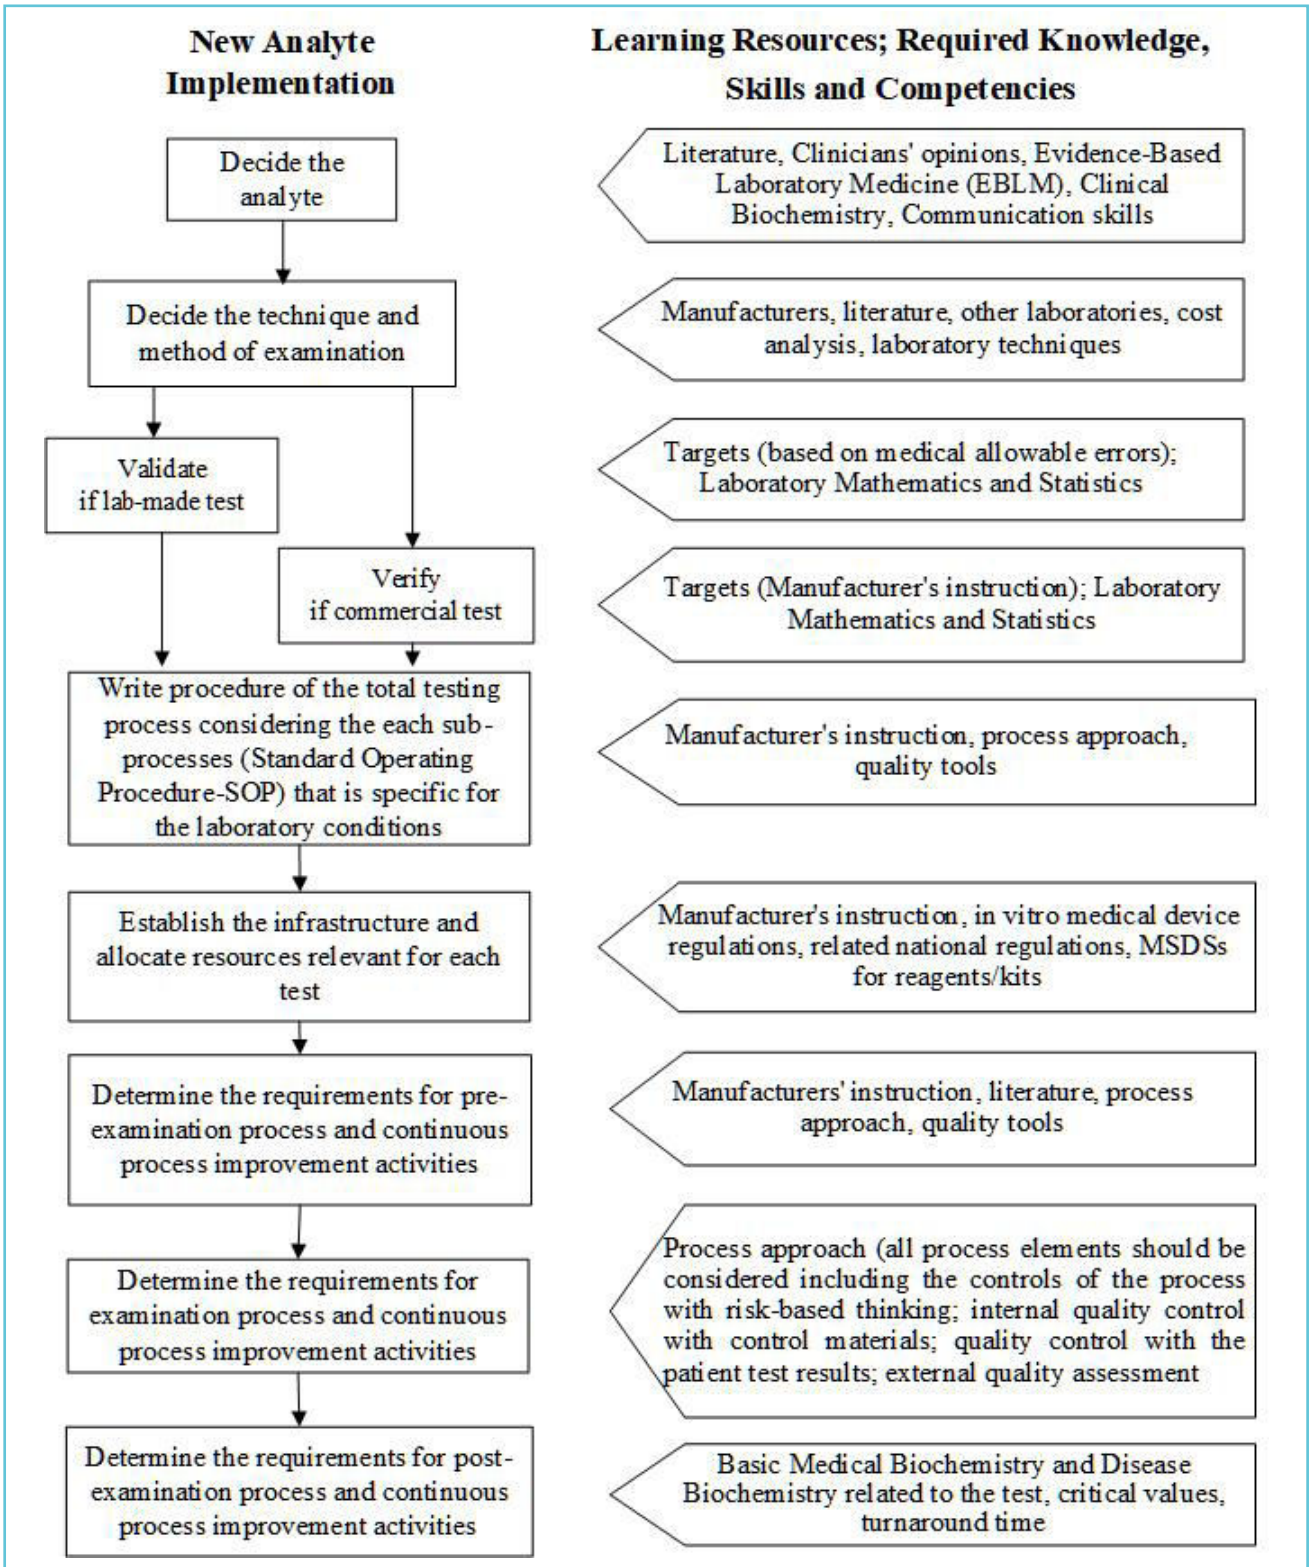 New Analyte
Implementation
Learning Resources; Required Knowledge,
Skills and Competencies
Decide the
analyte
Literature, Clinicians' opinions, Evidence-Based
Laboratory Medicine (EBLM), Clinical
Biochemistry, Communication skills
Decide the technique and
method of examination
Manufacturers, literature, other laboratories, cost
analysis, laboratory techniques
Validate
if lab-made test
Targets (based on medical allowable errors);
Laboratory Mathematics and Statistics
Verify
if commercial test
Targets (Manufacturer's instruction); Laboratory
Mathematics and Statistics
Write procedure of the total testing
process considering the each sub-
processes (Standard Operating
Procedure-SOP) that is specific for
the laboratory conditions
Manufacturer's instruction, process approach,
quality tools
Establish the infrastructure and
allocate resources relevant for each
test
Manufacturer's instruction, in vitro medical device
regulations, related national regulations, MSDSs
for reagents/kits
Determine the requirements for pre-
examination process and continuous
process improvement activities
Manufacturers' instruction, literature, process
approach, quality tools
Determine the requirements for
examination process and continuous
process improvement activities
Process approach (all process elements should be
considered including the controls of the process
with risk-based thinking; internal quality control
with control materials; quality control with the
patient test results; external quality assessment
Determine the requirements for post-
examination process and continuous
process improvement activities
Basic Medical Biochemistry and Disease
Biochemistry related to the test, critical values,
turnaround time